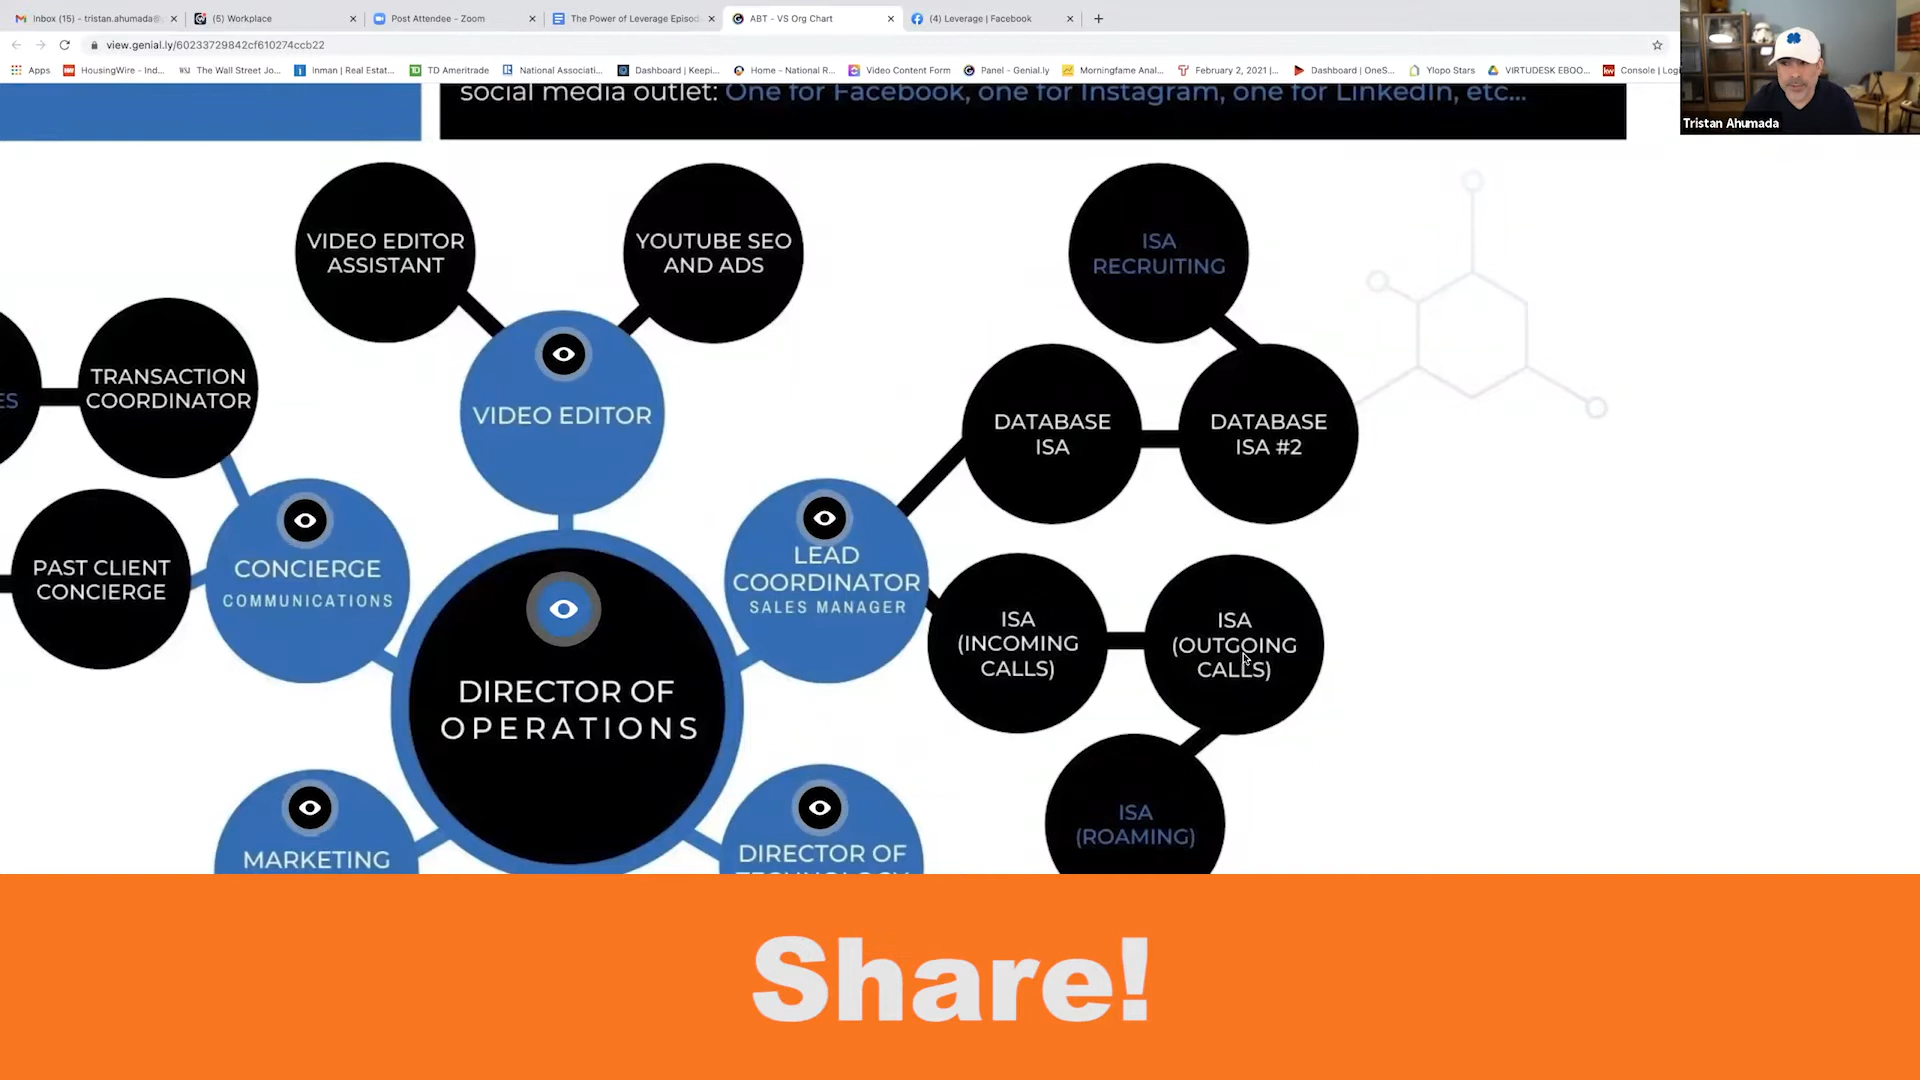 Inbox (15) - tristan.ahumada@
(5) Workplace
Post Attendee - Zoom
The Power of Leverage Episod
ABT - VS Org Chart
(4) Leverage | Facebook
view.genial.ly/60233729842cf610274ccb22
Apps
HousingWire - Ind...
The Wall Street Jo...
Inman | Real Estat...
TD Ameritrade
National Associati...
Dashboard | Keepi...
Home - National R...
Video Content Form
Panel - Genial.ly
Morningfame Anal...
February 2, 2021 |...
Dashboard | OneS...
Ylopo Stars
VIRTUDESK EBOO...
Console | Logi
social media outlet: One for Facebook, one for Instagram, one for LinkedIn, etc...
Tristan Ahumada
VIDEO EDITOR
ASSISTANT
YOUTUBE SEO
AND ADS
ISA
RECRUITING
ES
TRANSACTION
COORDINATOR
VIDEO EDITOR
DATABASE
ISA
DATABASE
ISA #2
PAST CLIENT
CONCIERGE
CONCIERGE
COMMUNICATIONS
LEAD
COORDINATOR
SALES MANAGER
ISA
(INCOMING
CALLS)
ISA
(OUTGOING
CALLS)
DIRECTOR OF
OPERATIONS
ISA
(ROAMING)
MARKETING
DIRECTOR OF
TECHNOLOGY
Share!